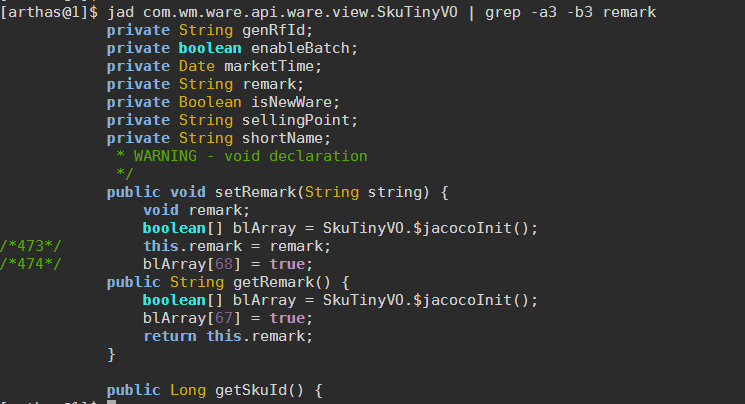 [arthas@1]$ jad com.wm.ware.api.ware.view.SkuTinyVO | grep -a3 -b3 remark
            private String genRfId;
            private boolean enableBatch;
            private Date marketTime;
            private String remark;
            private Boolean isNewWare;
            private String sellingPoint;
            private String shortName;
             * WARNING - void declaration
             */
            public void setRemark(String string) {
                void remark;
                boolean[] blArray = SkuTinyVO.$jacocoInit();
/*473*/         this.remark = remark;
/*474*/         blArray[68] = true;
            public String getRemark() {
                boolean[] blArray = SkuTinyVO.$jacocoInit();
                blArray[67] = true;
                return this.remark;
            }

            public Long getSkuId() {
[arthas@1]$